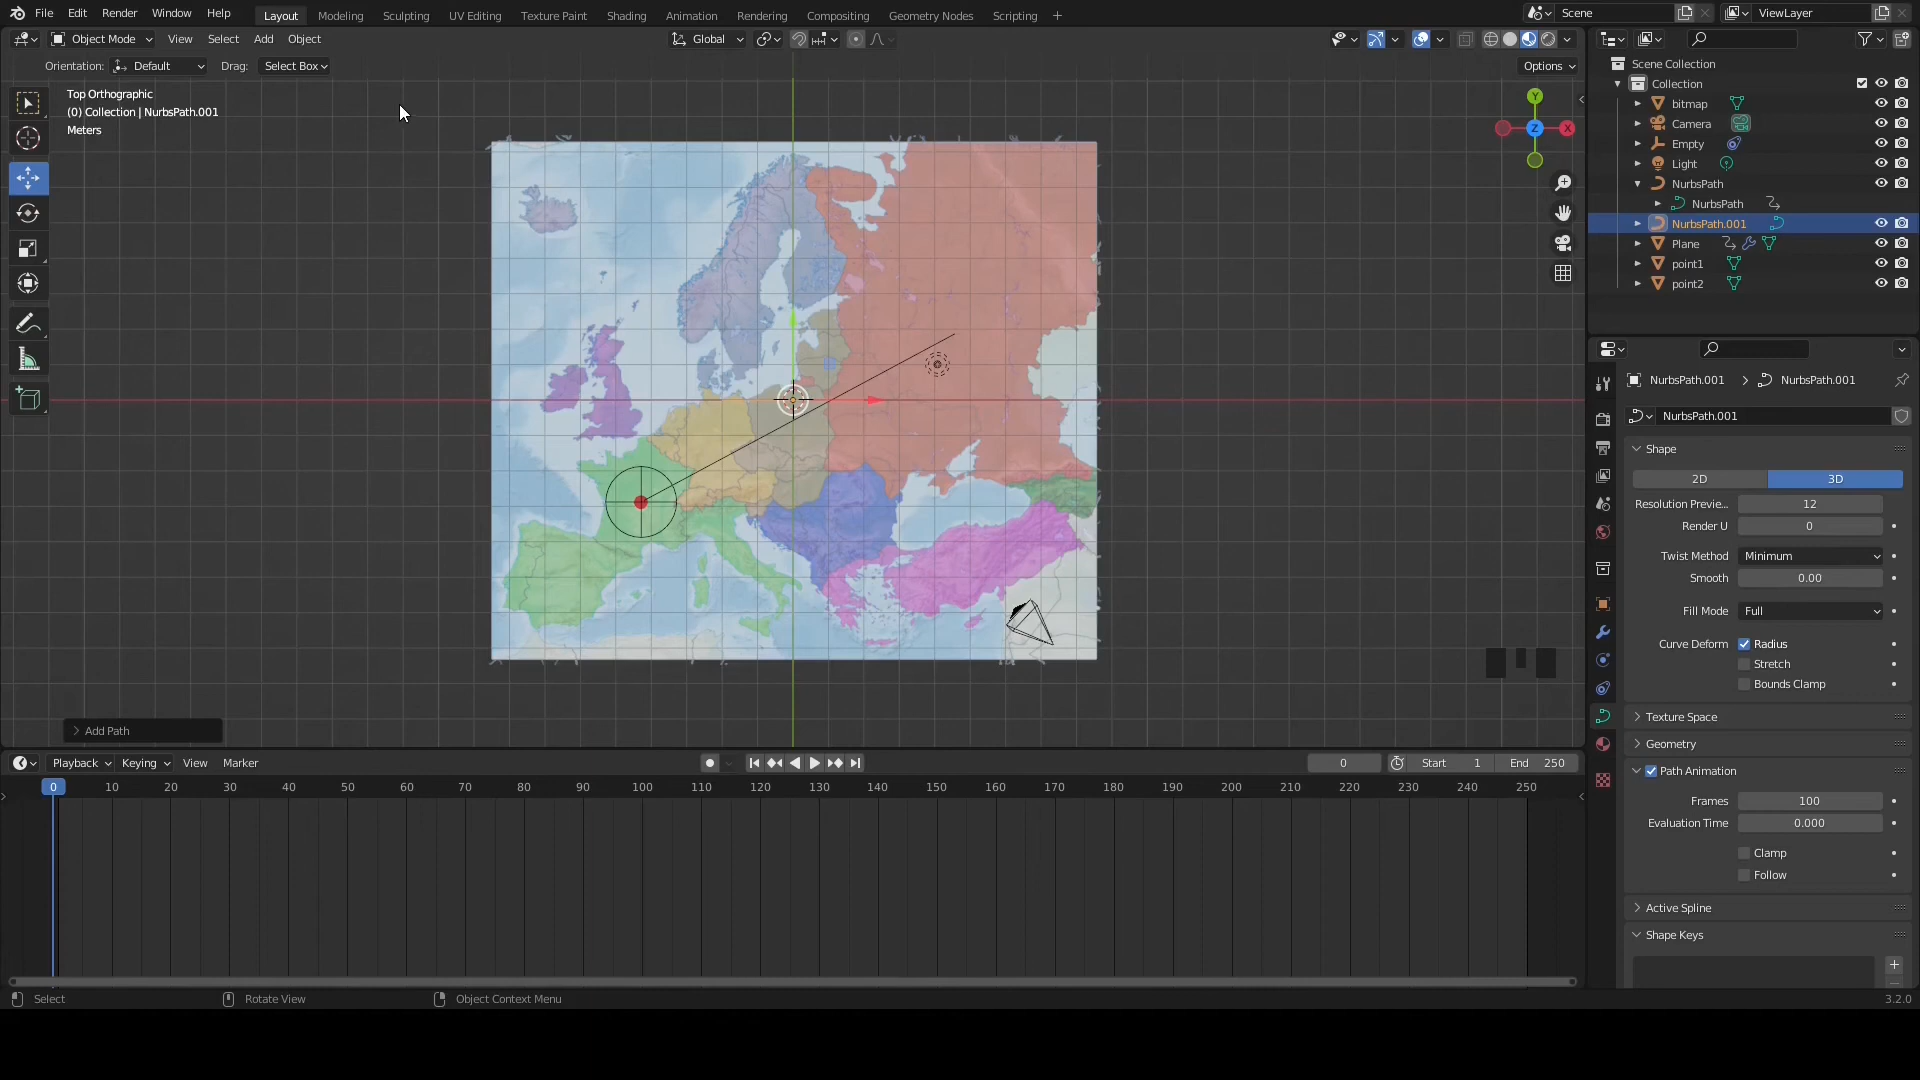 File Edit Render Window Help Layout Modeling Sculpting UV Editing Texture Paint Shading Animation Rendering Compositing Geometry Nodes Scripting + Scene ViewLayer
Object Mode View Select Add Object Global
Orientation: Default Drag: Select Box Options
Top Orthographic
(0) Collection | NurbsPath.001
Meters
Y
Z
X
Add Path
Scene Collection
Collection
bitmap
Camera
Empty
Light
NurbsPath
NurbsPath
NurbsPath.001
Plane
point1
point2
NurbsPath.001 > NurbsPath.001
NurbsPath.001
Shape
2D 3D
Resolution Previe... 12
Render U 0
Twist Method Minimum
Smooth 0.00
Fill Mode Full
Curve Deform Radius
Stretch
Bounds Clamp
Texture Space
Geometry
Path Animation
Frames 100
Evaluation Time 0.000
Clamp
Follow
Active Spline
Shape Keys
Playback Keying View Marker 0 Start 1 End 250
0 10 20 30 40 50 60 70 80 90 100 110 120 130 140 150 160 170 180 190 200 210 220 230 240 250
Select Rotate View Object Context Menu 3.2.0